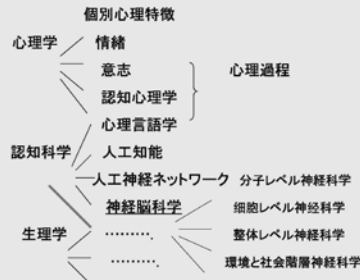 個別心理特徴
心理学
情緒
意志
心理過程
認知心理学
心理言語学
認知科学
人工知能
人工神経ネットワーク
分子レベル神経科学
神経脳科学
细胞レベル神经科学
生理学
………
整体レベル神経科学
………
環境と社会階層神経科学